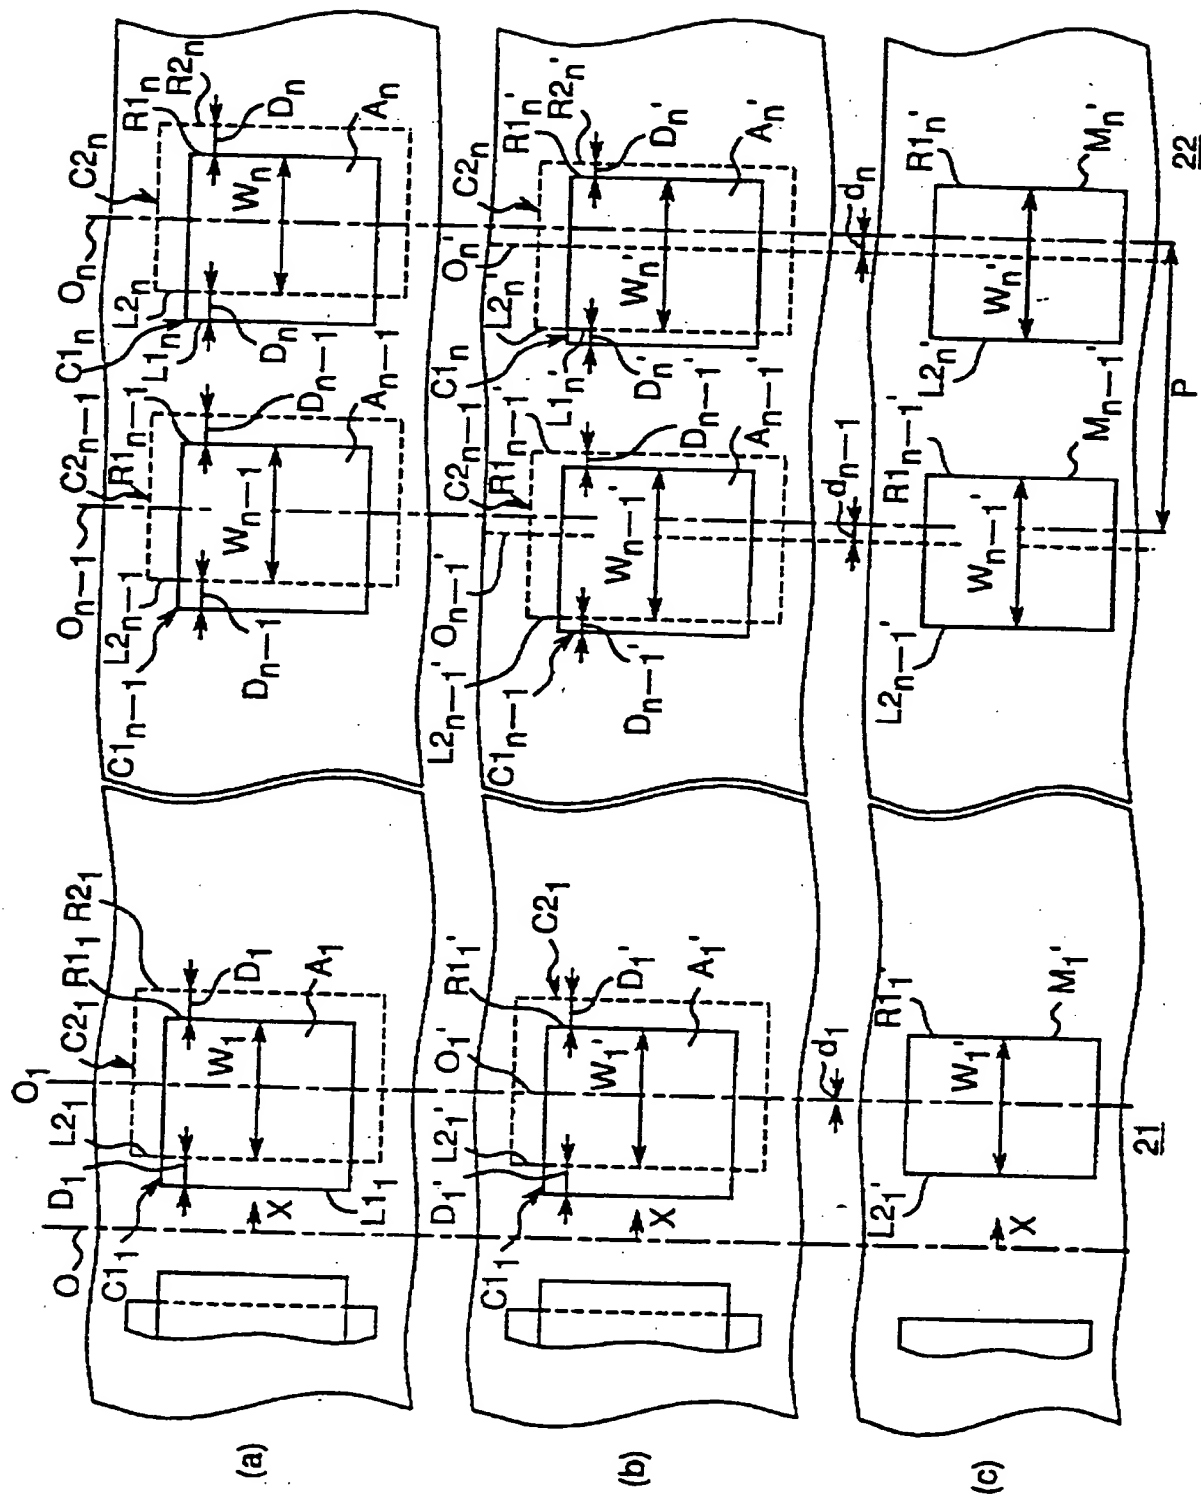 (a)
O
O₁
D₁
L2₁
C2₁
R1₁
R2₁
C1₁
D₁
W₁
A₁
L1₁
X
Oₙ₋₁
L2ₙ₋₁
C2ₙ₋₁
R1ₙ₋₁
C1ₙ₋₁
Dₙ₋₁
Wₙ₋₁
Dₙ₋₁
Aₙ₋₁
Oₙ
L2ₙ
C2ₙ
R1ₙ
R2ₙ
C1ₙ
L1ₙ
Dₙ
Wₙ
Dₙ
Aₙ
(b)
C1₁
D₁'
L2₁'
O₁'
R1₁'
C2₁
W₁'
D₁'
A₁'
X
L2ₙ₋₁'
Oₙ₋₁'
C2ₙ₋₁
R1ₙ₋₁'
C1ₙ₋₁
Dₙ₋₁'
Wₙ₋₁'
Dₙ₋₁'
Aₙ₋₁'
Oₙ'
C2ₙ
R1ₙ'
R2ₙ'
L2ₙ'
C1ₙ
L1ₙ'
Dₙ'
Wₙ'
Dₙ'
Aₙ'
d₁
dₙ₋₁
dₙ
(c)
L2₁'
R1₁'
W₁'
M₁'
X
L2ₙ₋₁'
R1ₙ₋₁'
Wₙ₋₁'
Mₙ₋₁'
L2ₙ'
R1ₙ'
Wₙ'
Mₙ'
P
21
22